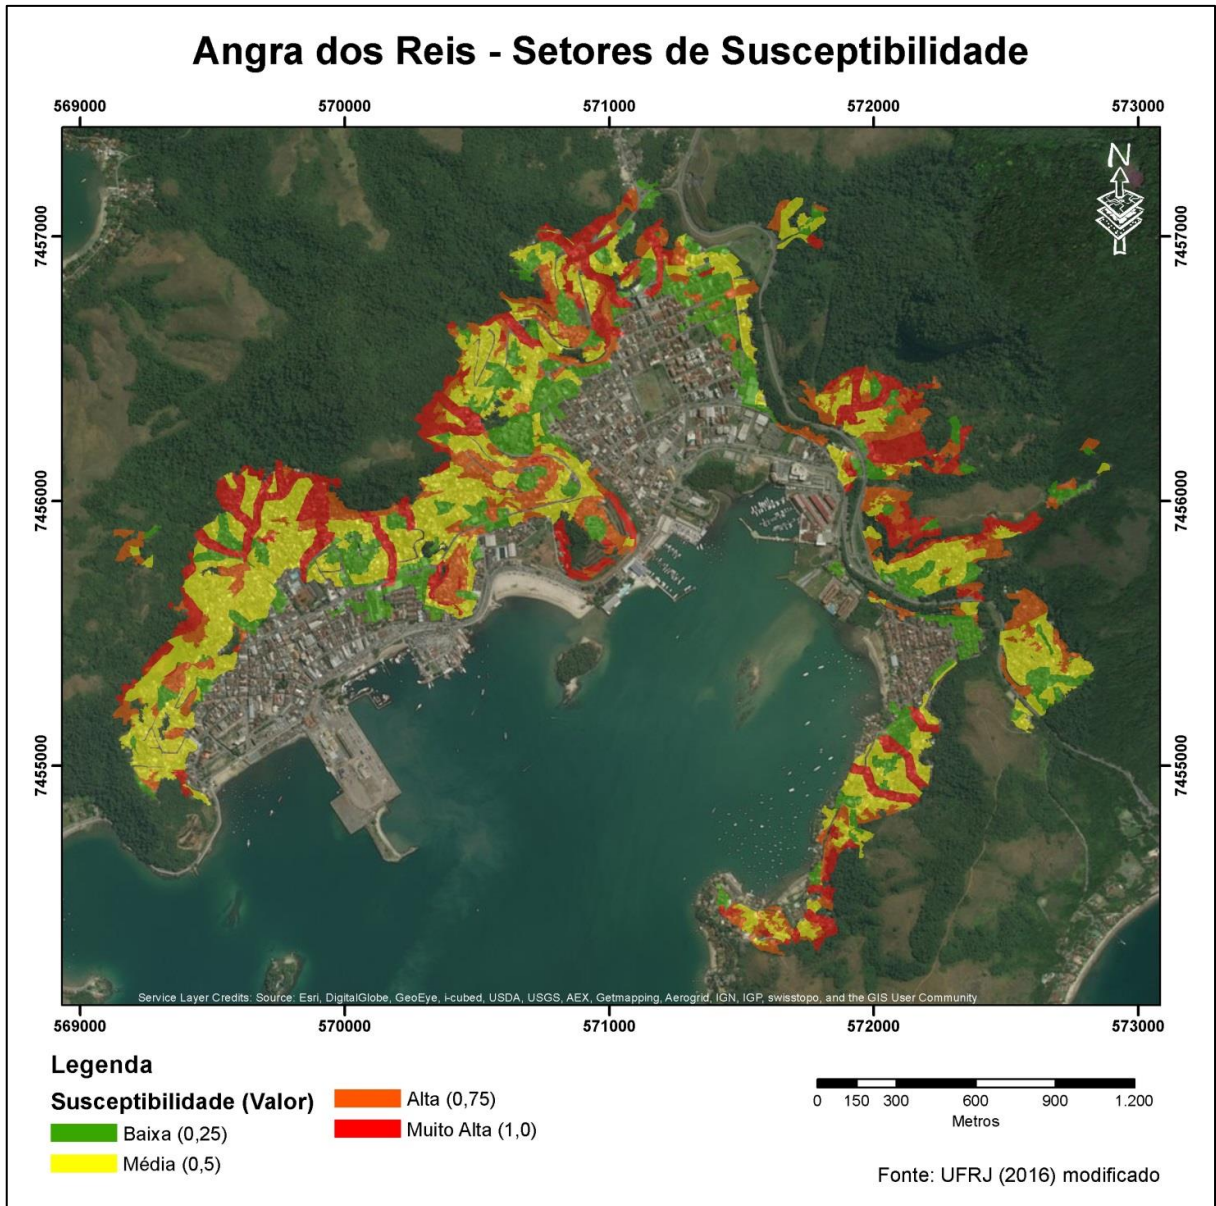 Angra dos Reis - Setores de Susceptibilidade
569000 570000 571000 572000 573000
N
7457000 7457000
7456000 7456000
7455000 7455000
Service Layer Credits: Source: Esri, DigitalGlobe, GeoEye, i-cubed, USDA, USGS, AEX, Getmapping, Aerogrid, IGN, IGP, swisstopo, and the GIS User Community
569000 570000 571000 572000 573000
Legenda
Susceptibilidade (Valor)
Baixa (0,25)
Média (0,5)
Alta (0,75)
Muito Alta (1,0)
0 150 300 600 900 1.200
Metros
Fonte: UFRJ (2016) modificado